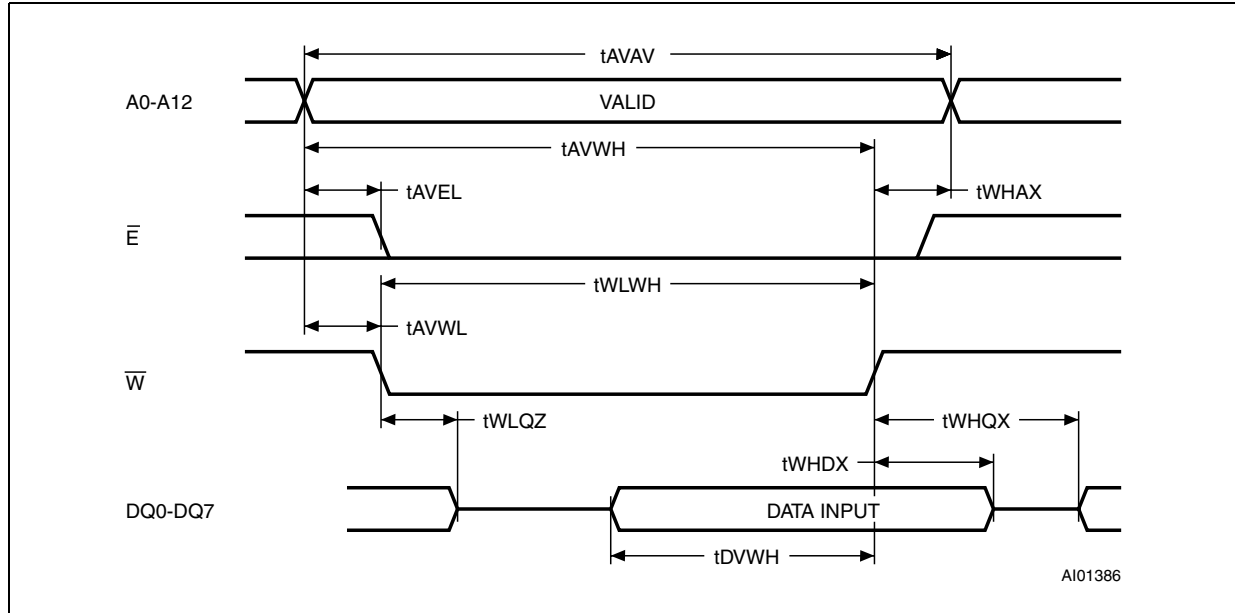 tAVAV
A0-A12
VALID
tAVWH
tAVEL
tWHAX
E̅
tWLWH
tAVWL
W̅
tWLQZ
tWHQX
tWHDX
DQ0-DQ7
DATA INPUT
tDVWH
AI01386